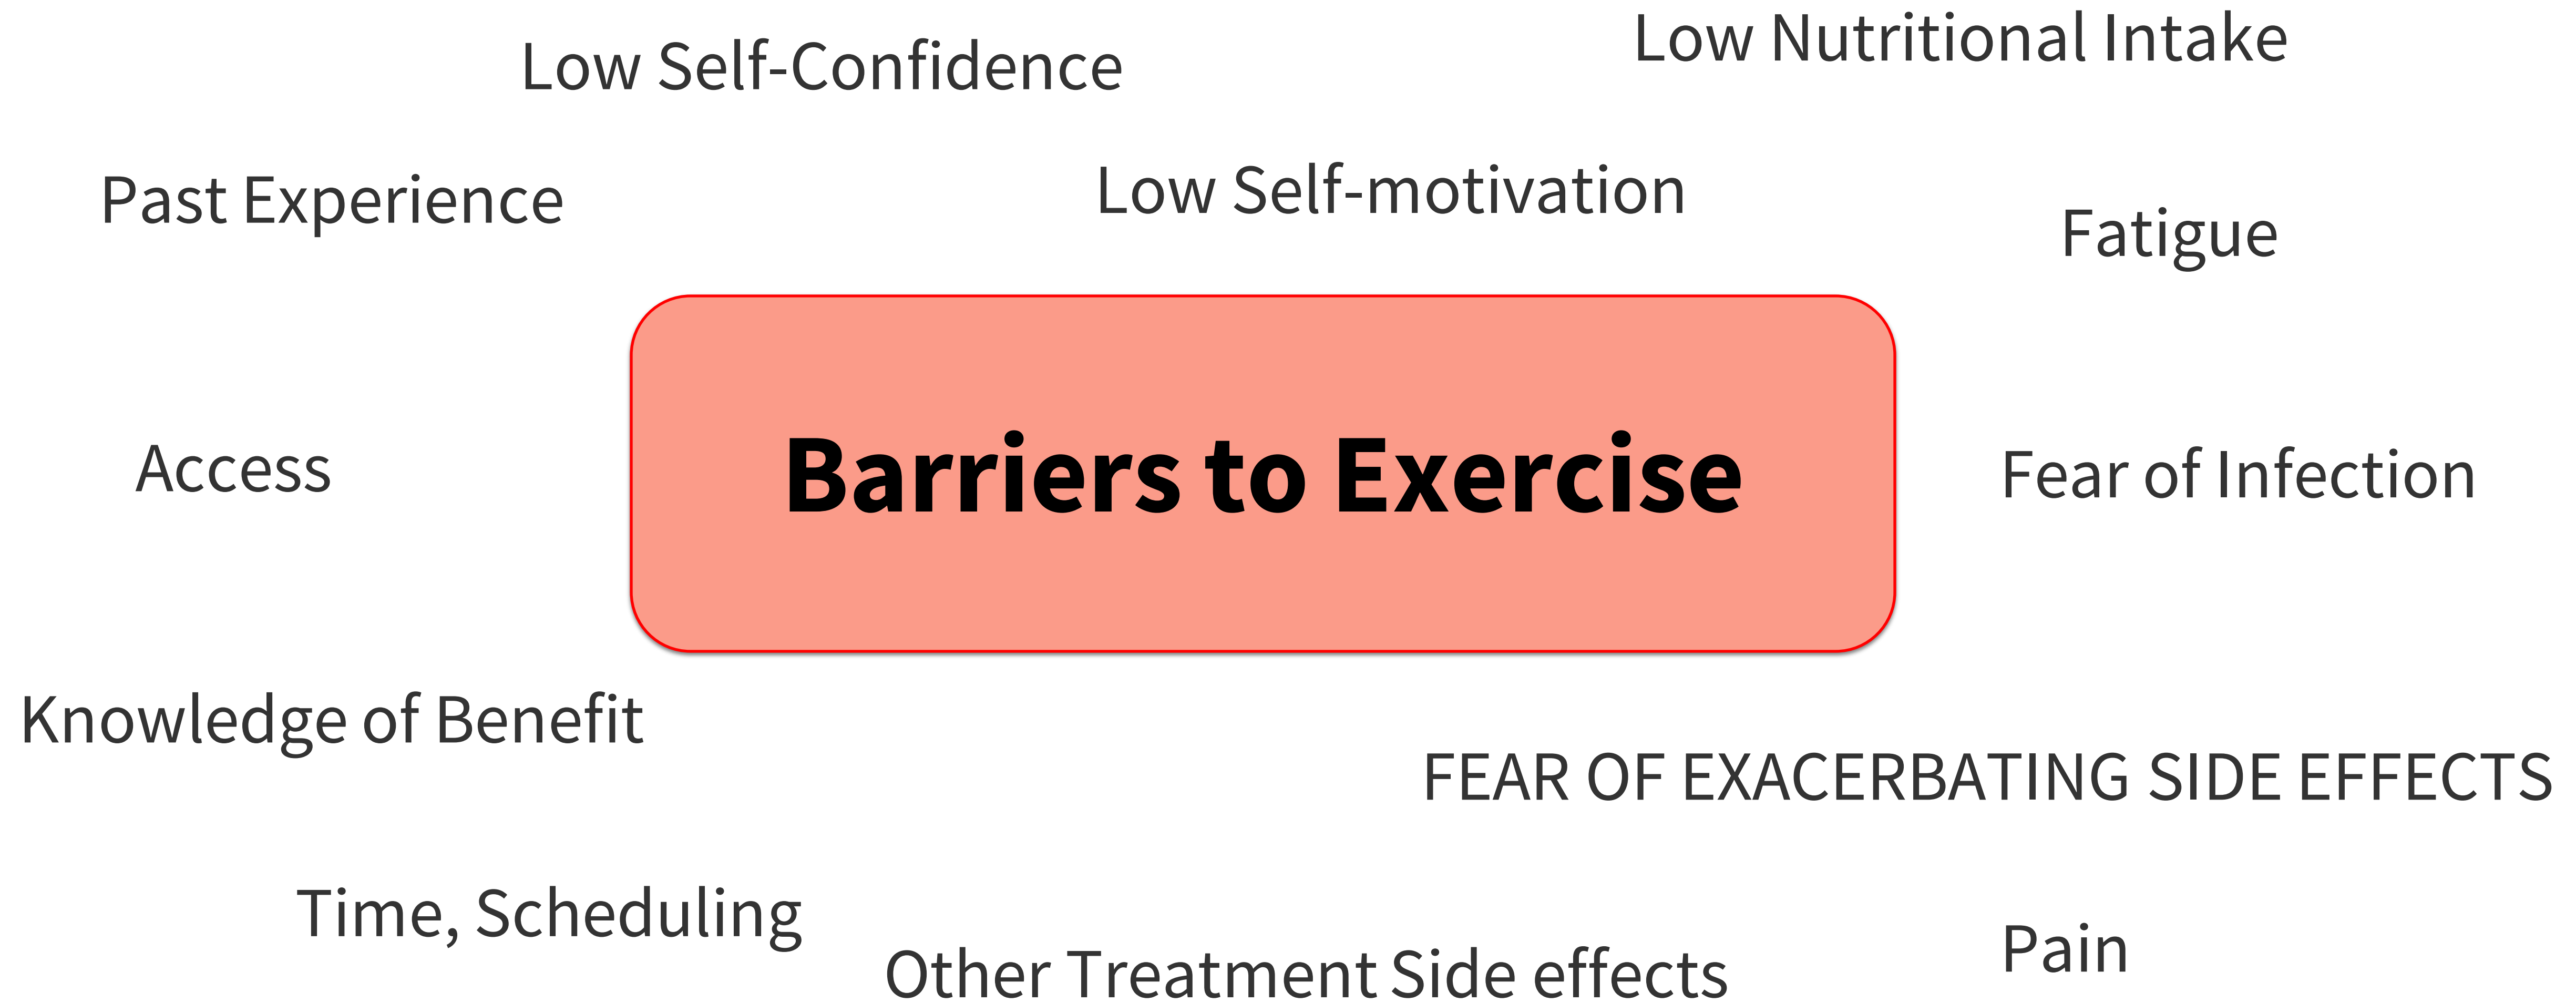 Low Nutritional Intake
Low Self-Confidence
Low Self-motivation
Past Experience
Fatigue
Access
Barriers to Exercise
Fear of Infection
Knowledge of Benefit
FEAR OF EXACERBATING SIDE EFFECTS
Time, Scheduling
Pain
Other Treatment Side effects